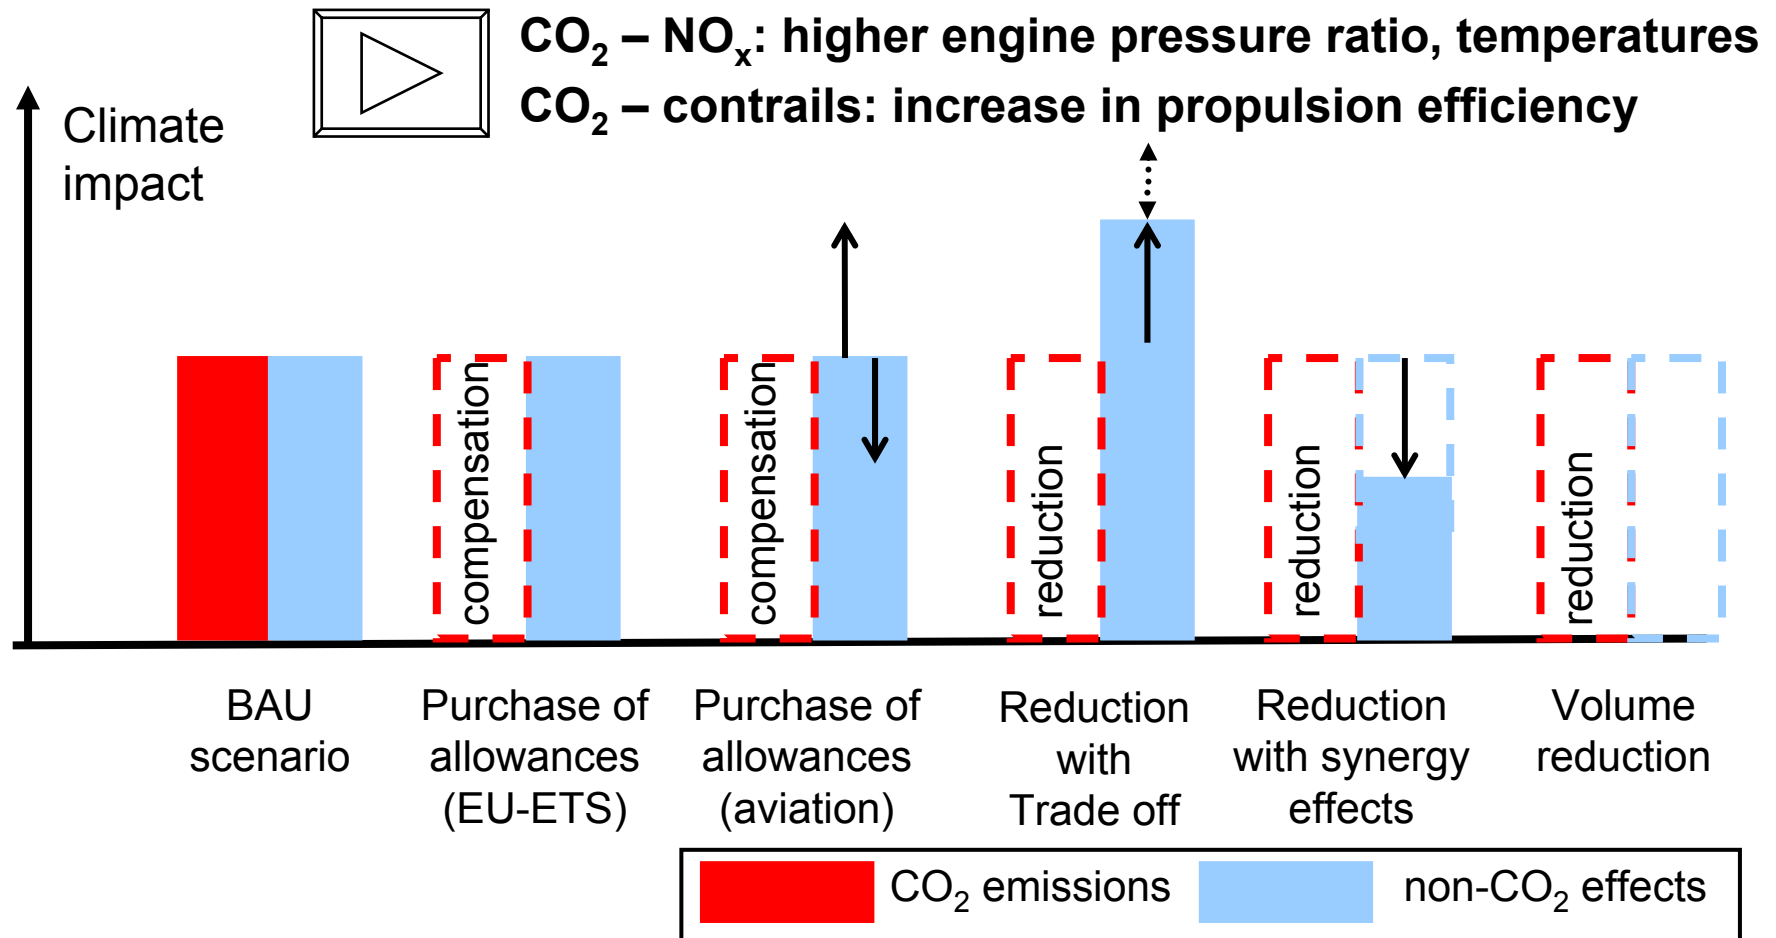 CO₂ – NOₓ: higher engine pressure ratio, temperatures
CO₂ – contrails: increase in propulsion efficiency
Climate
impact
compensation
compensation
reduction
reduction
reduction
BAU
scenario
Purchase of
allowances
(EU-ETS)
Purchase of
allowances
(aviation)
Reduction
with
Trade off
Reduction
with synergy
effects
Volume
reduction
CO₂ emissions
non-CO₂ effects